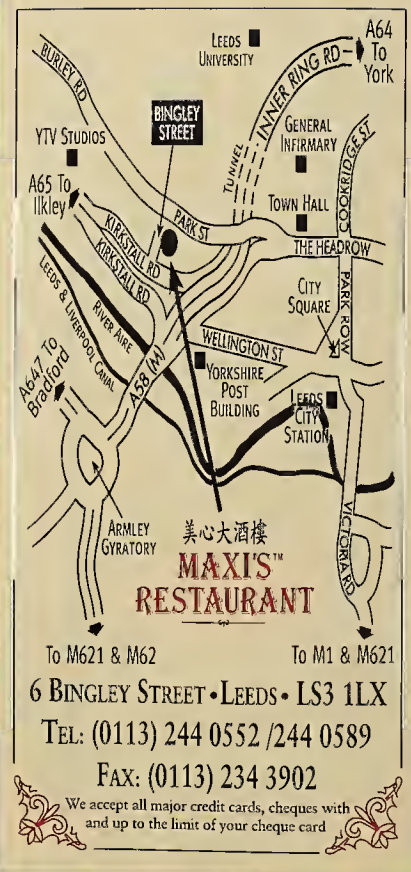 A64
To
York
LEEDS
UNIVERSITY
BURLEY RD
INNER RING RD
BINGLEY
STREET
GENERAL
INFIRMARY
COOKRIDGE ST
YTV STUDIOS
TUNNEL
A65 To
Ilkley
PARK ST
TOWN HALL
KIRKSTALL RD
KIRKSTALL RD
THE HEADROW
CITY
SQUARE
PARK ROW
LEEDS & LIVERPOOL CANAL
RIVER AIRE
WELLINGTON ST
A647 To
Bradford
A58 (M)
YORKSHIRE
POST
BUILDING
LEEDS
CITY
STATION
ARMLEY
GYRATORY
VICTORIA RD
美心大酒樓
MAXI'S™
RESTAURANT
To M621 & M62
To M1 & M621
6 BINGLEY STREET • LEEDS • LS3 1LX
TEL: (0113) 244 0552 /244 0589
FAX: (0113) 234 3902
We accept all major credit cards, cheques with
and up to the limit of your cheque card